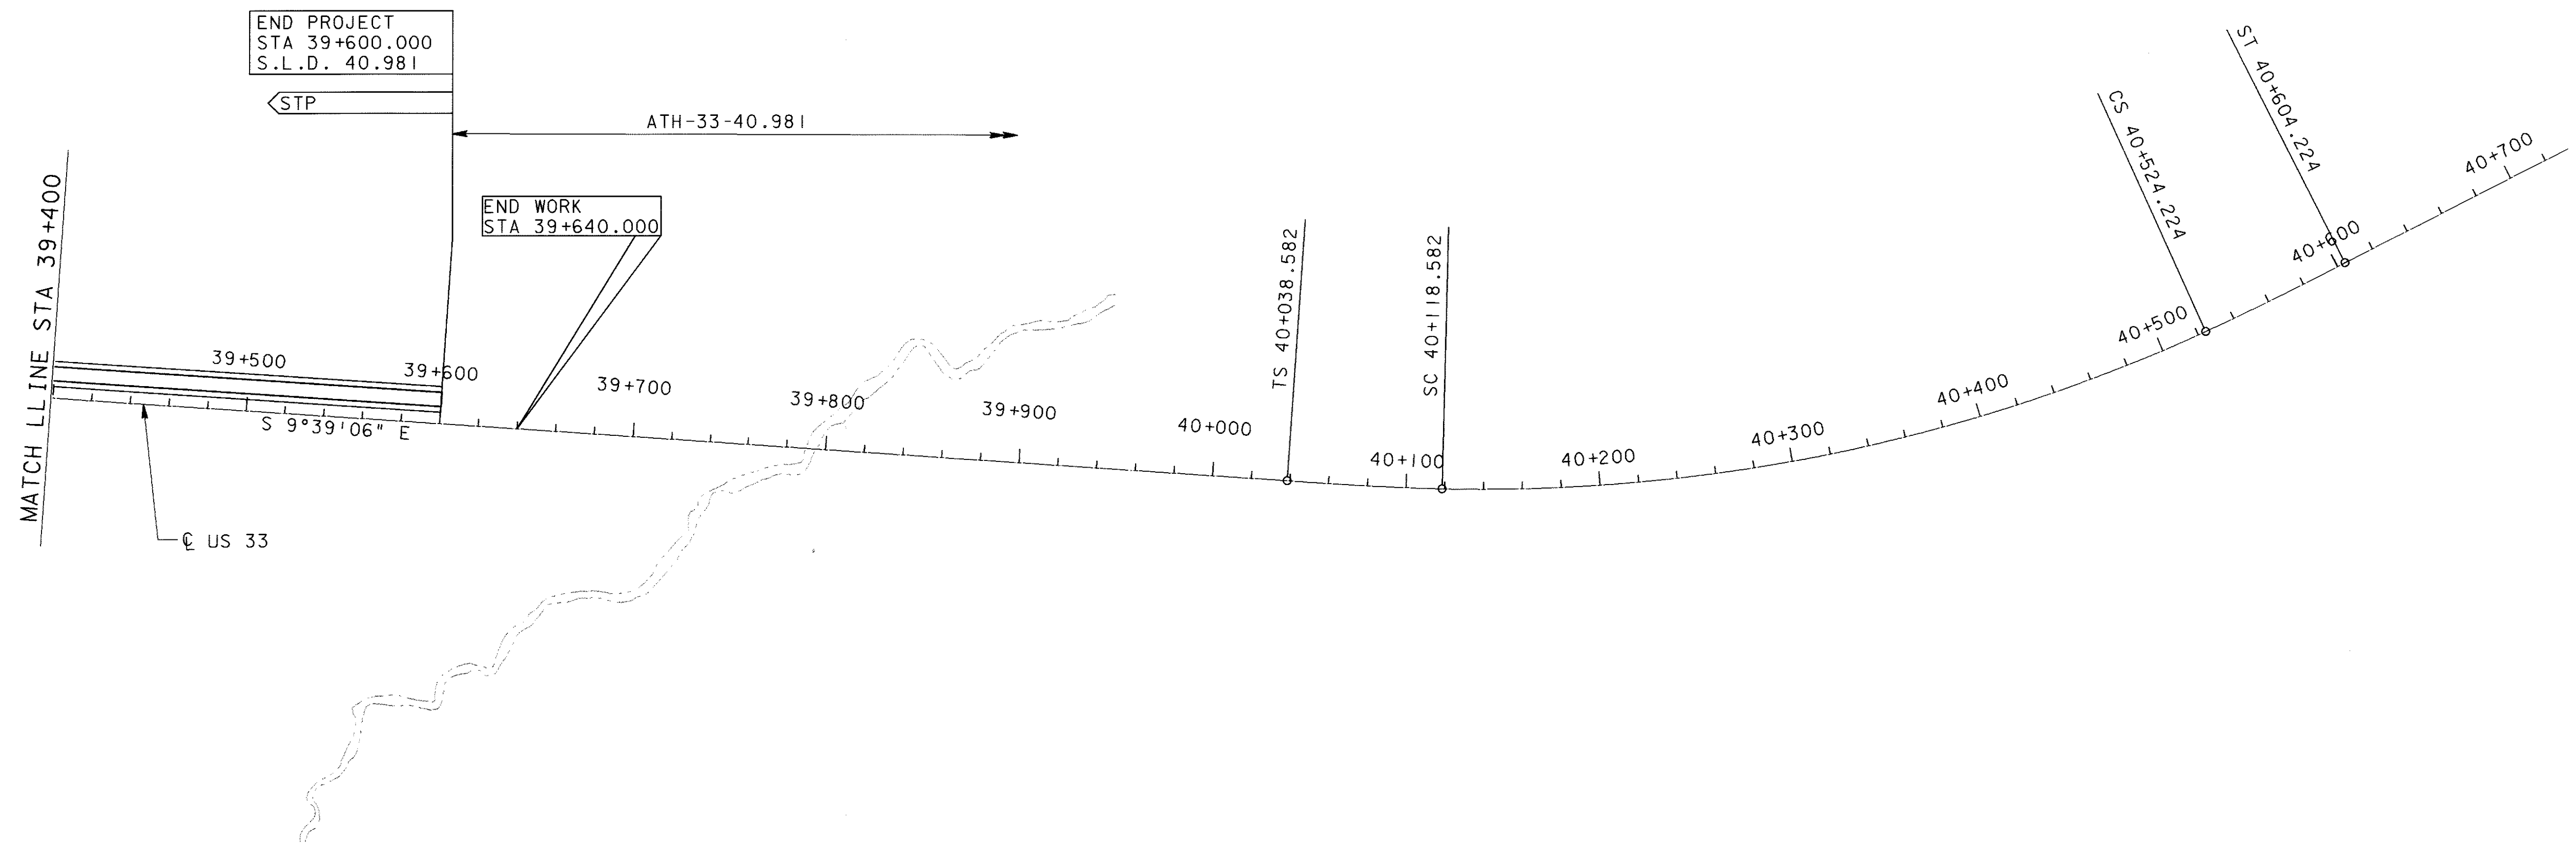 END PROJECT
STA 39+600.000
S.L.D. 40.981
STP
ATH-33-40.981
END WORK
STA 39+640.000
MATCH LLINE STA 39+400
39+500
39+600
39+700
39+800
39+900
40+000
40+100
40+200
40+300
40+400
40+500
40+600
40+700
TS 40+038.582
SC 40+118.582
CS 40+524.224
ST 40+604.224
S 9°39'06" E
℄ US 33